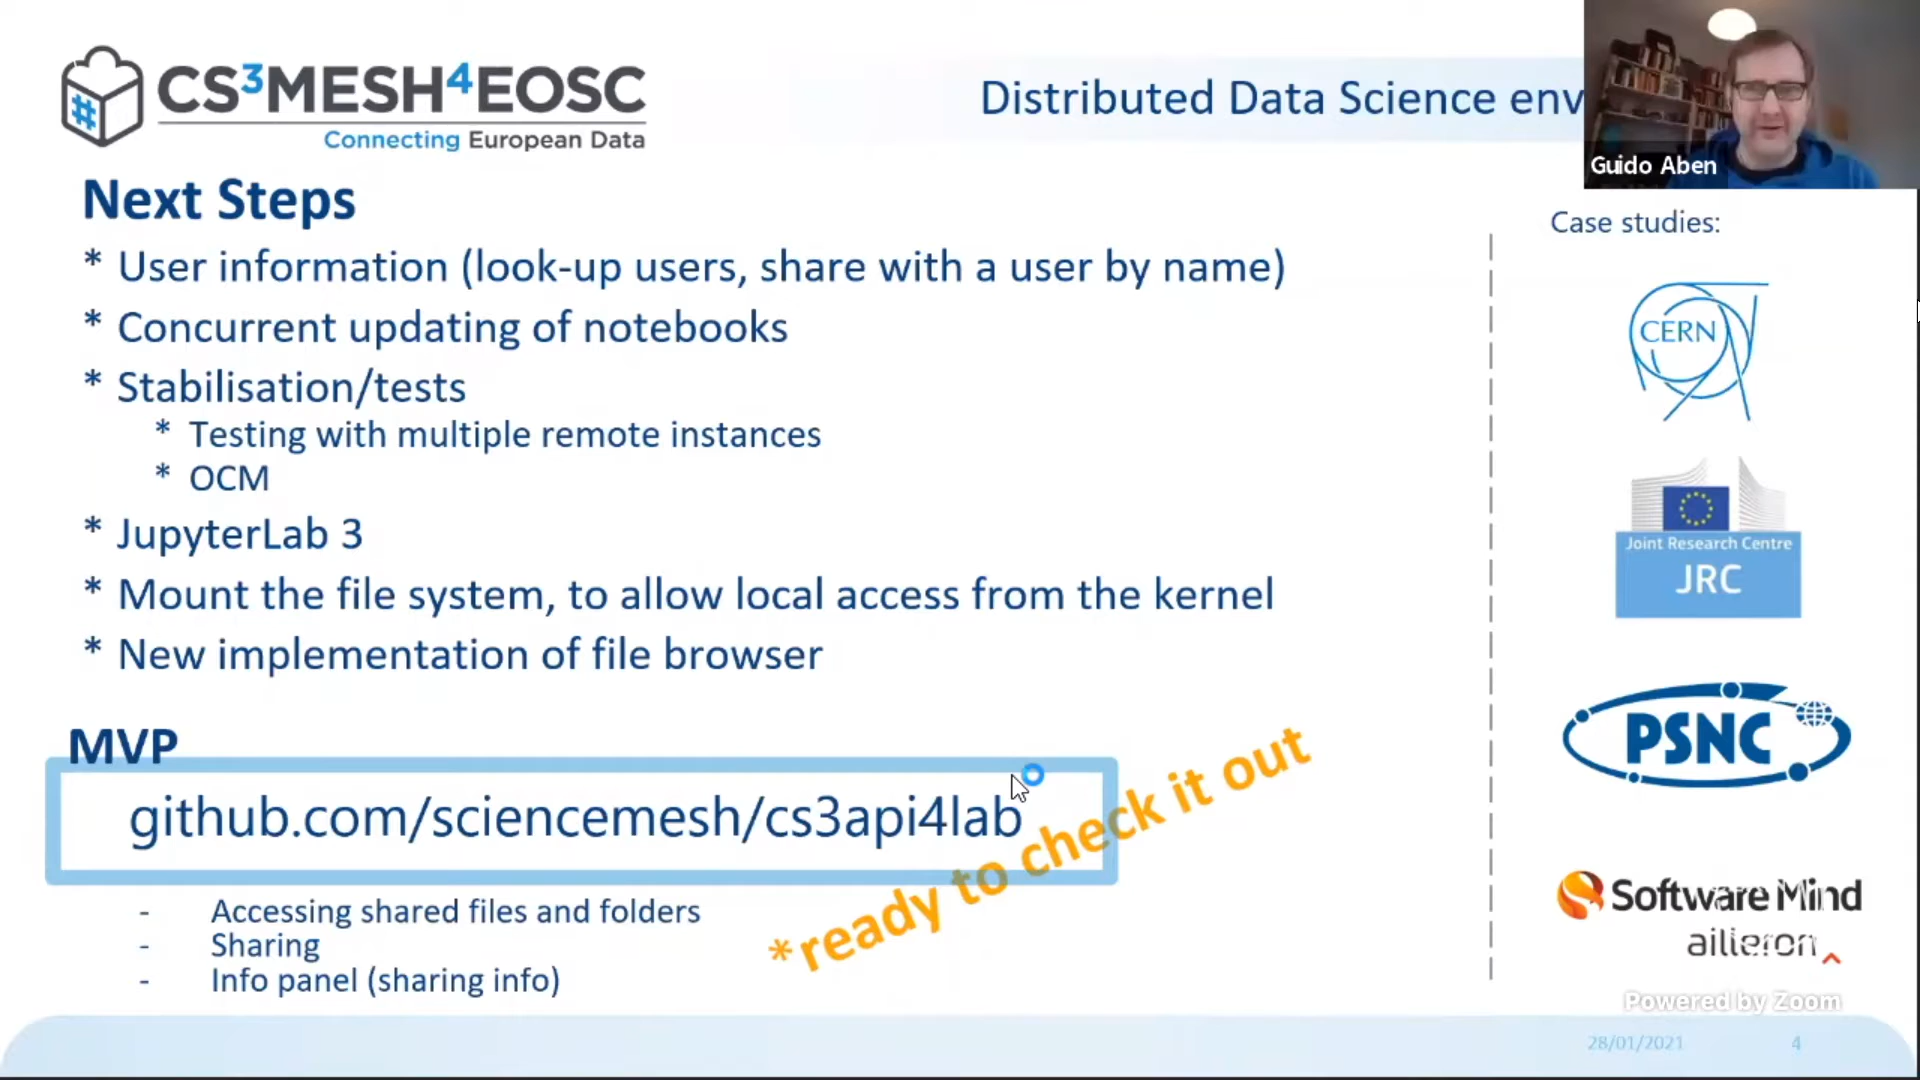 CS3MESH4EOSC
Connecting European Data
Distributed Data Science env
Guido Aben
Next Steps
* User information (look-up users, share with a user by name)
* Concurrent updating of notebooks
* Stabilisation/tests
* Testing with multiple remote instances
* OCM
* JupyterLab 3
* Mount the file system, to allow local access from the kernel
* New implementation of file browser
MVP
github.com/sciencemesh/cs3api4lab
*ready to check it out
- Accessing shared files and folders
- Sharing
- Info panel (sharing info)
Case studies:
CERN
Joint Research Centre
JRC
PSNC
Software Mind
ailleron
Powered by Zoom
28/01/2021
4